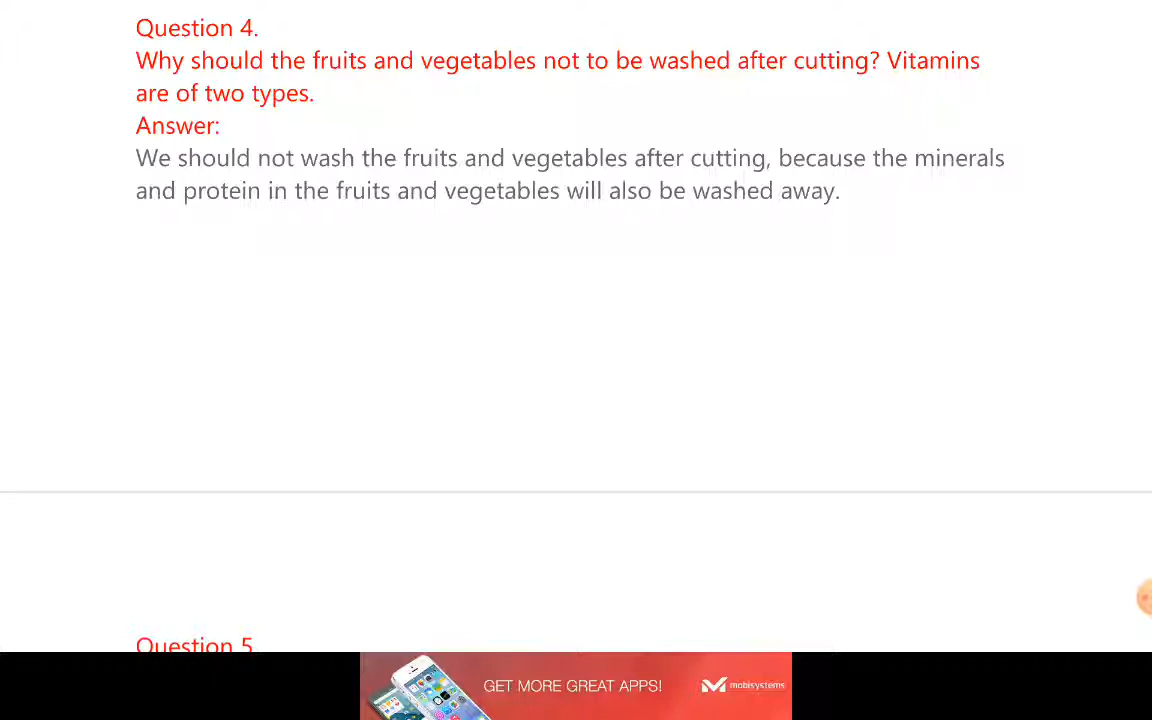 Question 4.
Why should the fruits and vegetables not to be washed after cutting? Vitamins
are of two types.
Answer:
We should not wash the fruits and vegetables after cutting, because the minerals
and protein in the fruits and vegetables will also be washed away.
Question 5
GET MORE GREAT APPS!
mobisystems